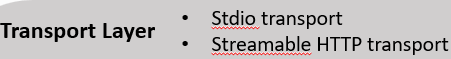 Transport Layer
• Stdio transport
• Streamable HTTP transport